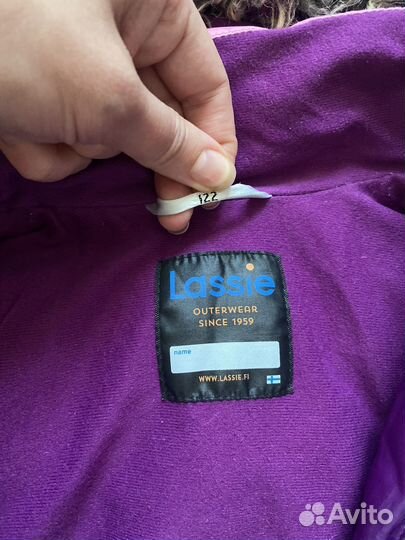 122
Lassie
OUTERWEAR
SINCE 1959
name
WWW.LASSIE.FI
Avito